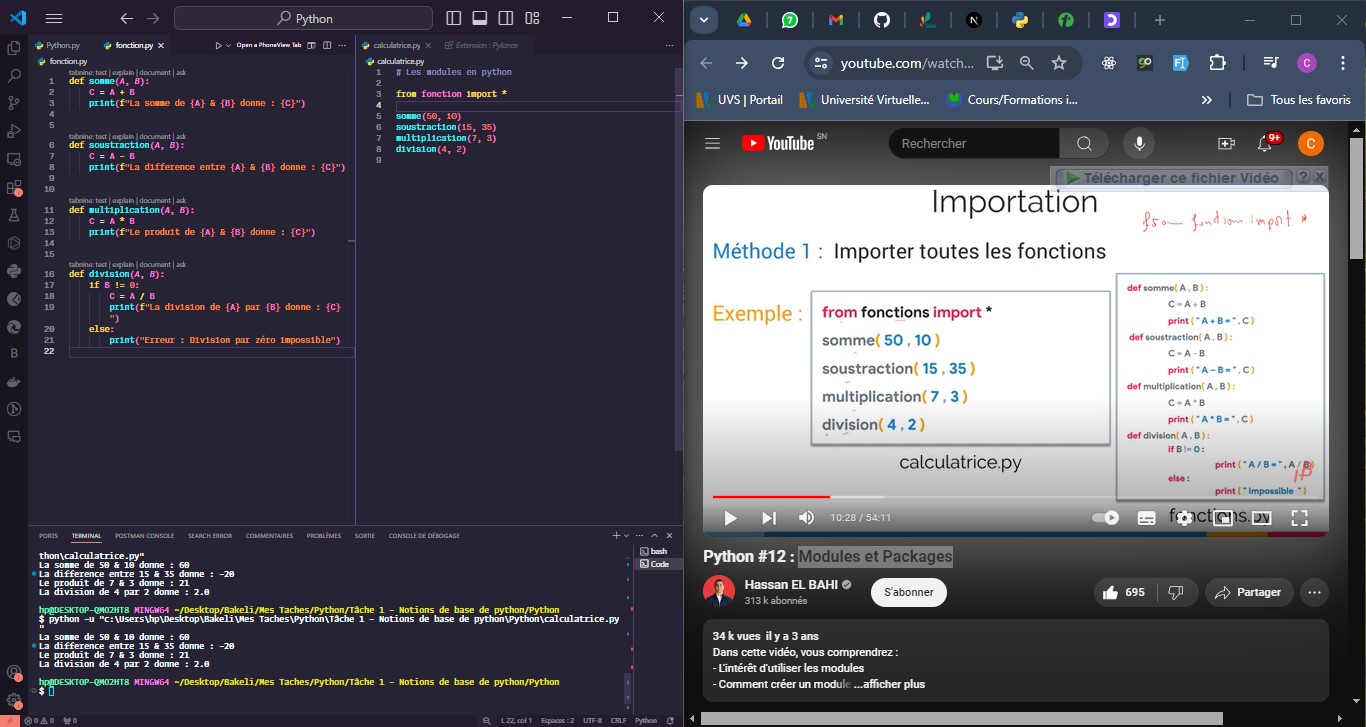 Python
Python.py
fonction.py
Open a PhoneView Tab
calculatrice.py
Extension : Pylance
fonction.py
tabnine: test | explain | document | ask
1 def somme(A, B):
2 C = A + B
3 print(f"La somme de {A} & {B} donne : {C}")
4
5
tabnine: test | explain | document | ask
6 def soustraction(A, B):
7 C = A - B
8 print(f"La difference entre {A} & {B} donne : {C}")
9
10
tabnine: test | explain | document | ask
11 def multiplication(A, B):
12 C = A * B
13 print(f"Le produit de {A} & {B} donne : {C}")
14
15
tabnine: test | explain | document | ask
16 def division(A, B):
17 if B != 0:
18 C = A / B
19 print(f"La division de {A} par {B} donne : {C}
")
20 else:
21 print("Erreur : Division par zéro impossible")
22
calculatrice.py
1 # Les modules en python
2
3 from fonction import *
4
5 somme(50, 10)
6 soustraction(15, 35)
7 multiplication(7, 3)
8 division(4, 2)
9
PORTS TERMINAL POSTMAN CONSOLE SEARCH ERROR COMMENTAIRES PROBLÈMES SORTIE CONSOLE DE DÉBOGAGE
bash
Code
thon\calculatrice.py"
La somme de 50 & 10 donne : 60
La difference entre 15 & 35 donne : -20
Le produit de 7 & 3 donne : 21
La division de 4 par 2 donne : 2.0
hp@DESKTOP-QMO2HT8 MINGW64 ~/Desktop/Bakeli/Mes Taches/Python/Tâche 1 - Notions de base de python/Python
$ python -u "c:\Users\hp\Desktop\Bakeli\Mes Taches\Python\Tâche 1 - Notions de base de python\Python\calculatrice.py
"
La somme de 50 & 10 donne : 60
La difference entre 15 & 35 donne : -20
Le produit de 7 & 3 donne : 21
La division de 4 par 2 donne : 2.0
hp@DESKTOP-QMO2HT8 MINGW64 ~/Desktop/Bakeli/Mes Taches/Python/Tâche 1 - Notions de base de python/Python
$
0 0 0 L 22, col 1 Espaces : 2 UTF-8 CRLF Python
youtube.com/watch...
UVS | Portail
Université Virtuelle...
Cours/Formations i...
Tous les favoris
YouTube SN
Rechercher
9+
C
Télécharger ce fichier Vidéo ? X
Importation
from fonction import *
Méthode 1 : Importer toutes les fonctions
Exemple :
from fonctions import *
somme( 50 , 10 )
soustraction( 15 , 35 )
multiplication( 7 , 3 )
division( 4 , 2 )
calculatrice.py
def somme( A , B ) :
C = A + B
print ( " A + B = " , C )
def soustraction( A , B ) :
C = A - B
print ( " A - B = " , C )
def multiplication( A , B ) :
C = A * B
print ( " A * B = " , C )
def division( A , B ) :
if B != 0 :
print ( " A / B = " , A / B )
else :
print ( " Impossible " )
fonctions.py
10:28 / 54:11
Python #12 : Modules et Packages
Hassan EL BAHI
313 k abonnés
S'abonner
695
Partager
34 k vues il y a 3 ans
Dans cette vidéo, vous comprendrez :
- L'intérêt d'utiliser les modules
- Comment créer un module ...afficher plus